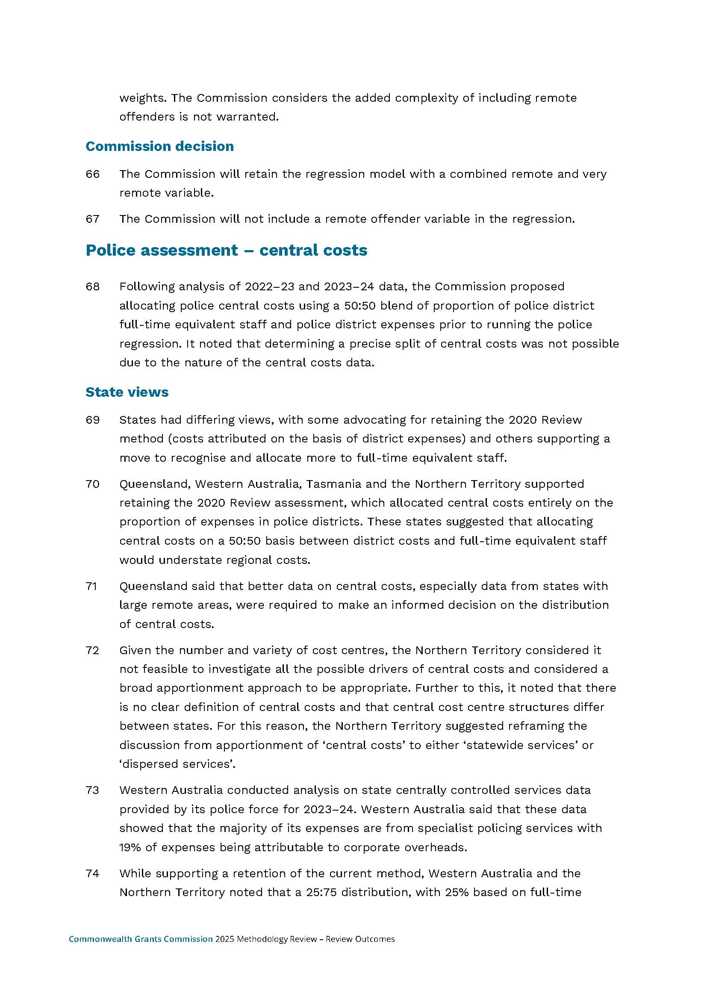 weights. The Commission considers the added complexity of including remote
offenders is not warranted.
Commission decision
66 The Commission will retain the regression model with a combined remote and very
remote variable.
67 The Commission will not include a remote offender variable in the regression.
Police assessment – central costs
68 Following analysis of 2022–23 and 2023–24 data, the Commission proposed
allocating police central costs using a 50:50 blend of proportion of police district
full-time equivalent staff and police district expenses prior to running the police
regression. It noted that determining a precise split of central costs was not possible
due to the nature of the central costs data.
State views
69 States had differing views, with some advocating for retaining the 2020 Review
method (costs attributed on the basis of district expenses) and others supporting a
move to recognise and allocate more to full-time equivalent staff.
70 Queensland, Western Australia, Tasmania and the Northern Territory supported
retaining the 2020 Review assessment, which allocated central costs entirely on the
proportion of expenses in police districts. These states suggested that allocating
central costs on a 50:50 basis between district costs and full-time equivalent staff
would understate regional costs.
71 Queensland said that better data on central costs, especially data from states with
large remote areas, were required to make an informed decision on the distribution
of central costs.
72 Given the number and variety of cost centres, the Northern Territory considered it
not feasible to investigate all the possible drivers of central costs and considered a
broad apportionment approach to be appropriate. Further to this, it noted that there
is no clear definition of central costs and that central cost centre structures differ
between states. For this reason, the Northern Territory suggested reframing the
discussion from apportionment of ‘central costs’ to either ‘statewide services’ or
‘dispersed services’.
73 Western Australia conducted analysis on state centrally controlled services data
provided by its police force for 2023–24. Western Australia said that these data
showed that the majority of its expenses are from specialist policing services with
19% of expenses being attributable to corporate overheads.
74 While supporting a retention of the current method, Western Australia and the
Northern Territory noted that a 25:75 distribution, with 25% based on full-time
Commonwealth Grants Commission 2025 Methodology Review – Review Outcomes